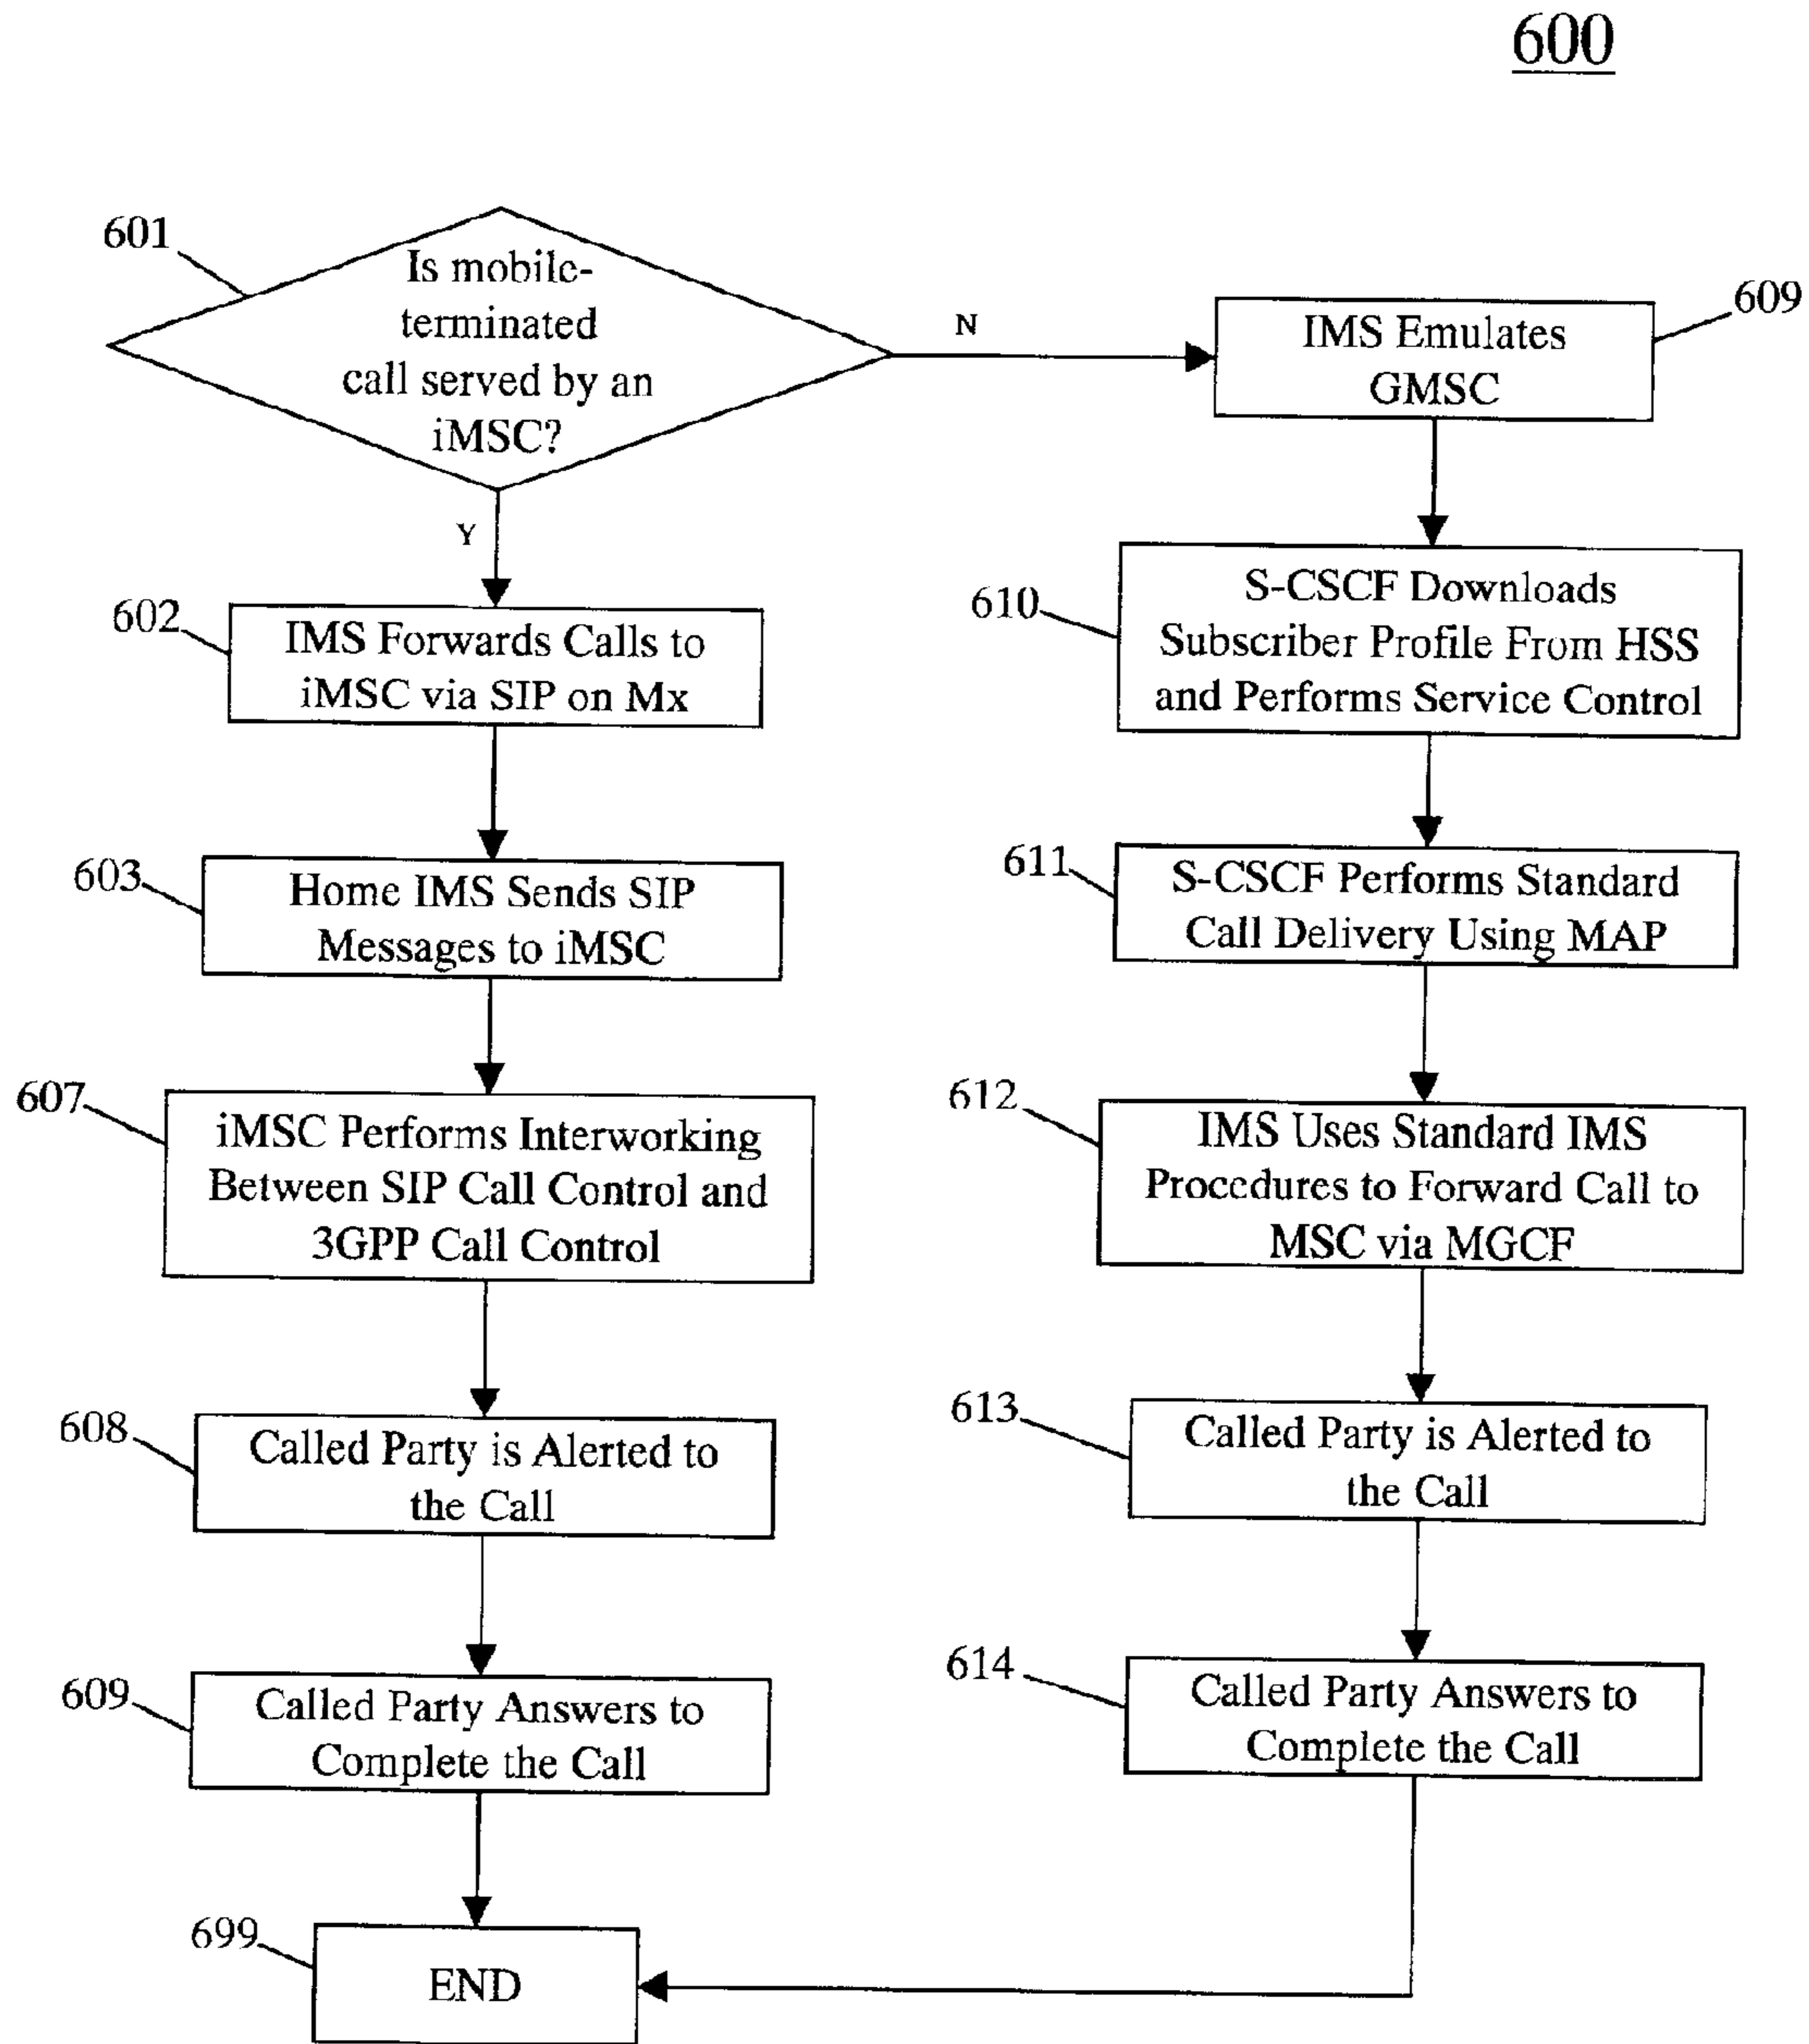 600
601
Is mobile-
terminated
call served by an
iMSC?
N
Y
602
IMS Forwards Calls to
iMSC via SIP on Mx
603
Home IMS Sends SIP
Messages to iMSC
607
iMSC Performs Interworking
Between SIP Call Control and
3GPP Call Control
608
Called Party is Alerted to
the Call
609
Called Party Answers to
Complete the Call
699
END
609
IMS Emulates
GMSC
610
S-CSCF Downloads
Subscriber Profile From HSS
and Performs Service Control
611
S-CSCF Performs Standard
Call Delivery Using MAP
612
IMS Uses Standard IMS
Procedures to Forward Call to
MSC via MGCF
613
Called Party is Alerted to
the Call
614
Called Party Answers to
Complete the Call